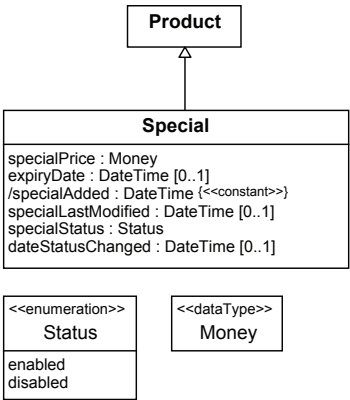 Product
Special
specialPrice : Money
expiryDate : DateTime [0..1]
/specialAdded : DateTime {<<constant>>}
specialLastModified : DateTime [0..1]
specialStatus : Status
dateStatusChanged : DateTime [0..1]
<<enumeration>>
Status
enabled
disabled
<<dataType>>
Money